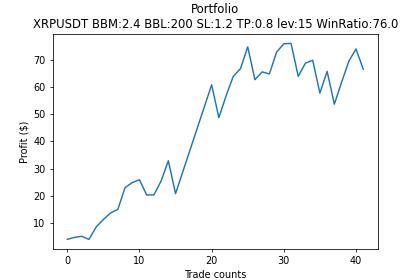 Portfolio
XRPUSDT BBM:2.4 BBL:200 SL:1.2 TP:0.8 lev:15 WinRatio:76.0
Profit ($)
70
60
50
40
30
20
10
0 10 20 30 40
Trade counts